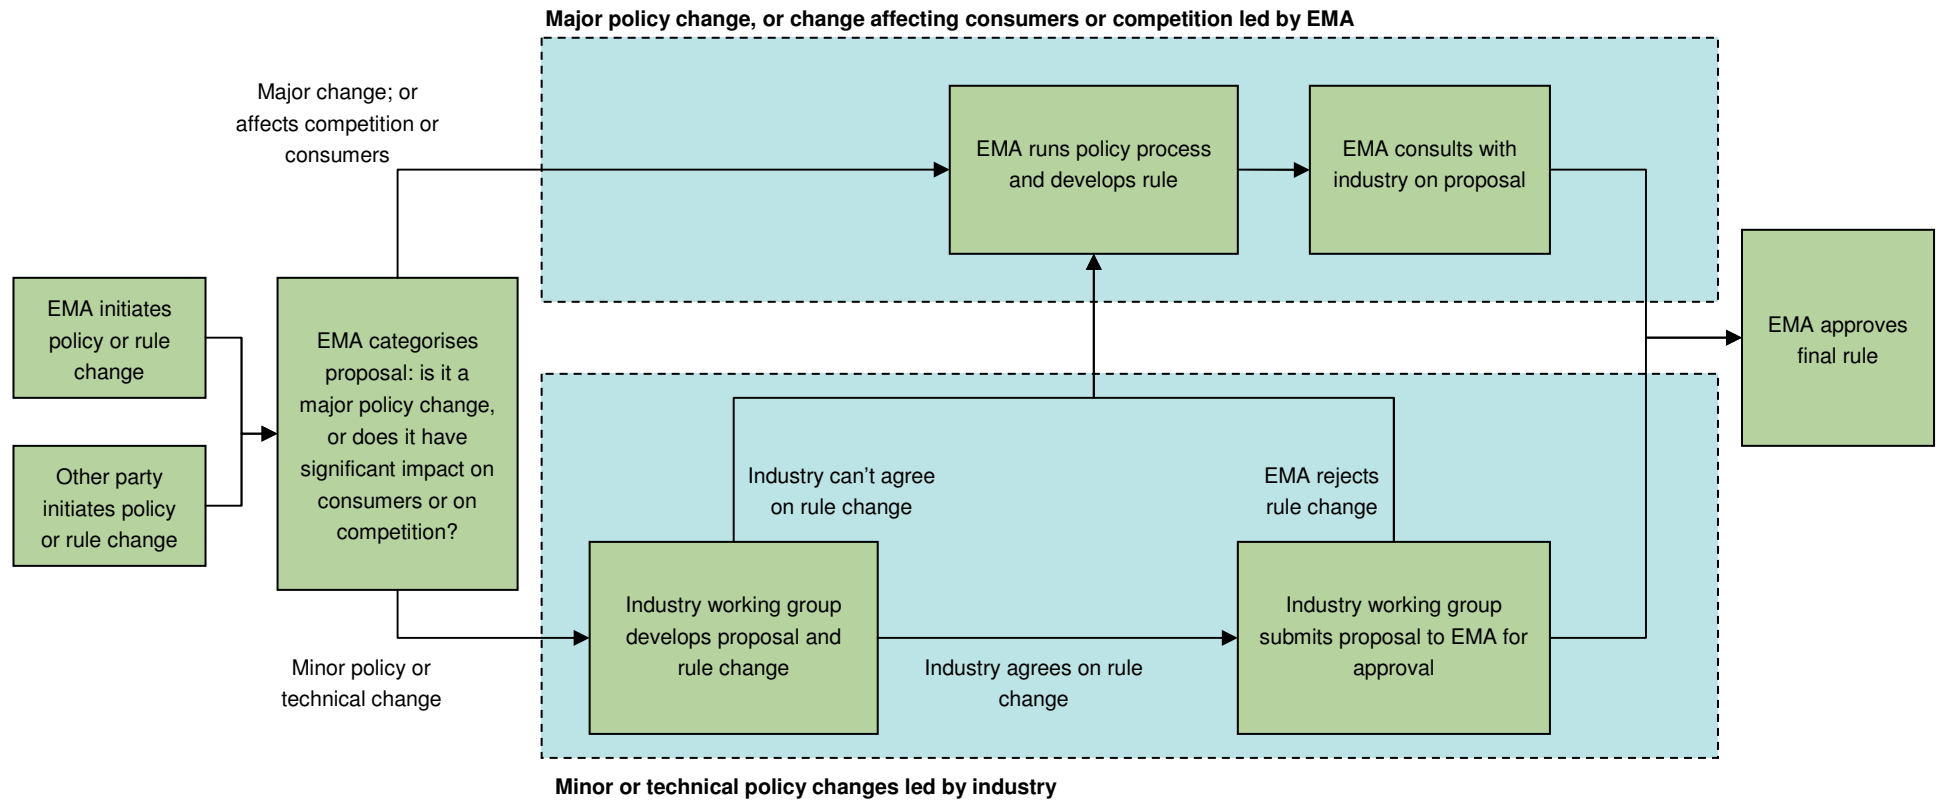 Major policy change, or change affecting consumers or competition led by EMA
Major change; or
affects competition or
consumers
EMA runs policy process
and develops rule
EMA consults with
industry on proposal
EMA initiates
policy or rule
change
Other party
initiates policy
or rule change
EMA categorises
proposal: is it a
major policy change,
or does it have
significant impact on
consumers or on
competition?
EMA approves
final rule
Industry can’t agree
on rule change
EMA rejects
rule change
Minor policy or
technical change
Industry working group
develops proposal and
rule change
Industry agrees on rule
change
Industry working group
submits proposal to EMA for
approval
Minor or technical policy changes led by industry